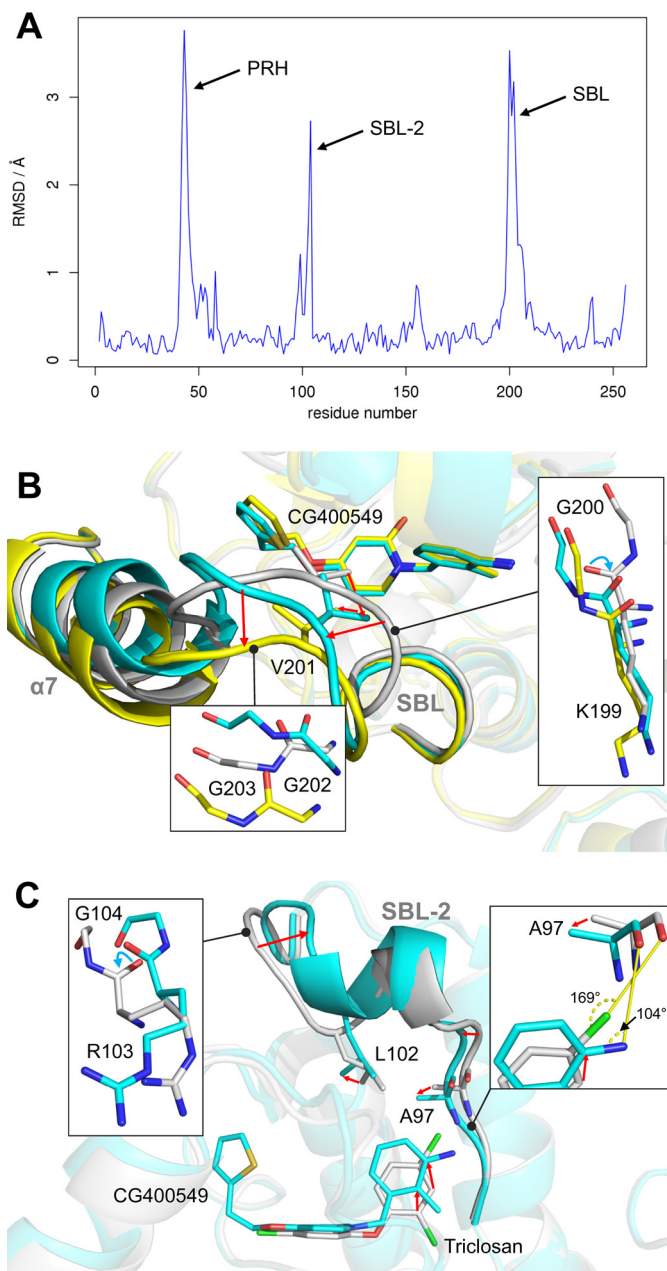 A
PRH
SBL-2
SBL
RMSD / Å
3
2
1
0
0
50
100
150
200
250
residue number
B
CG400549
G200
V201
α7
SBL
K199
G203
G202
C
G104
SBL-2
A97
169°
104°
R103
L102
A97
CG400549
Triclosan